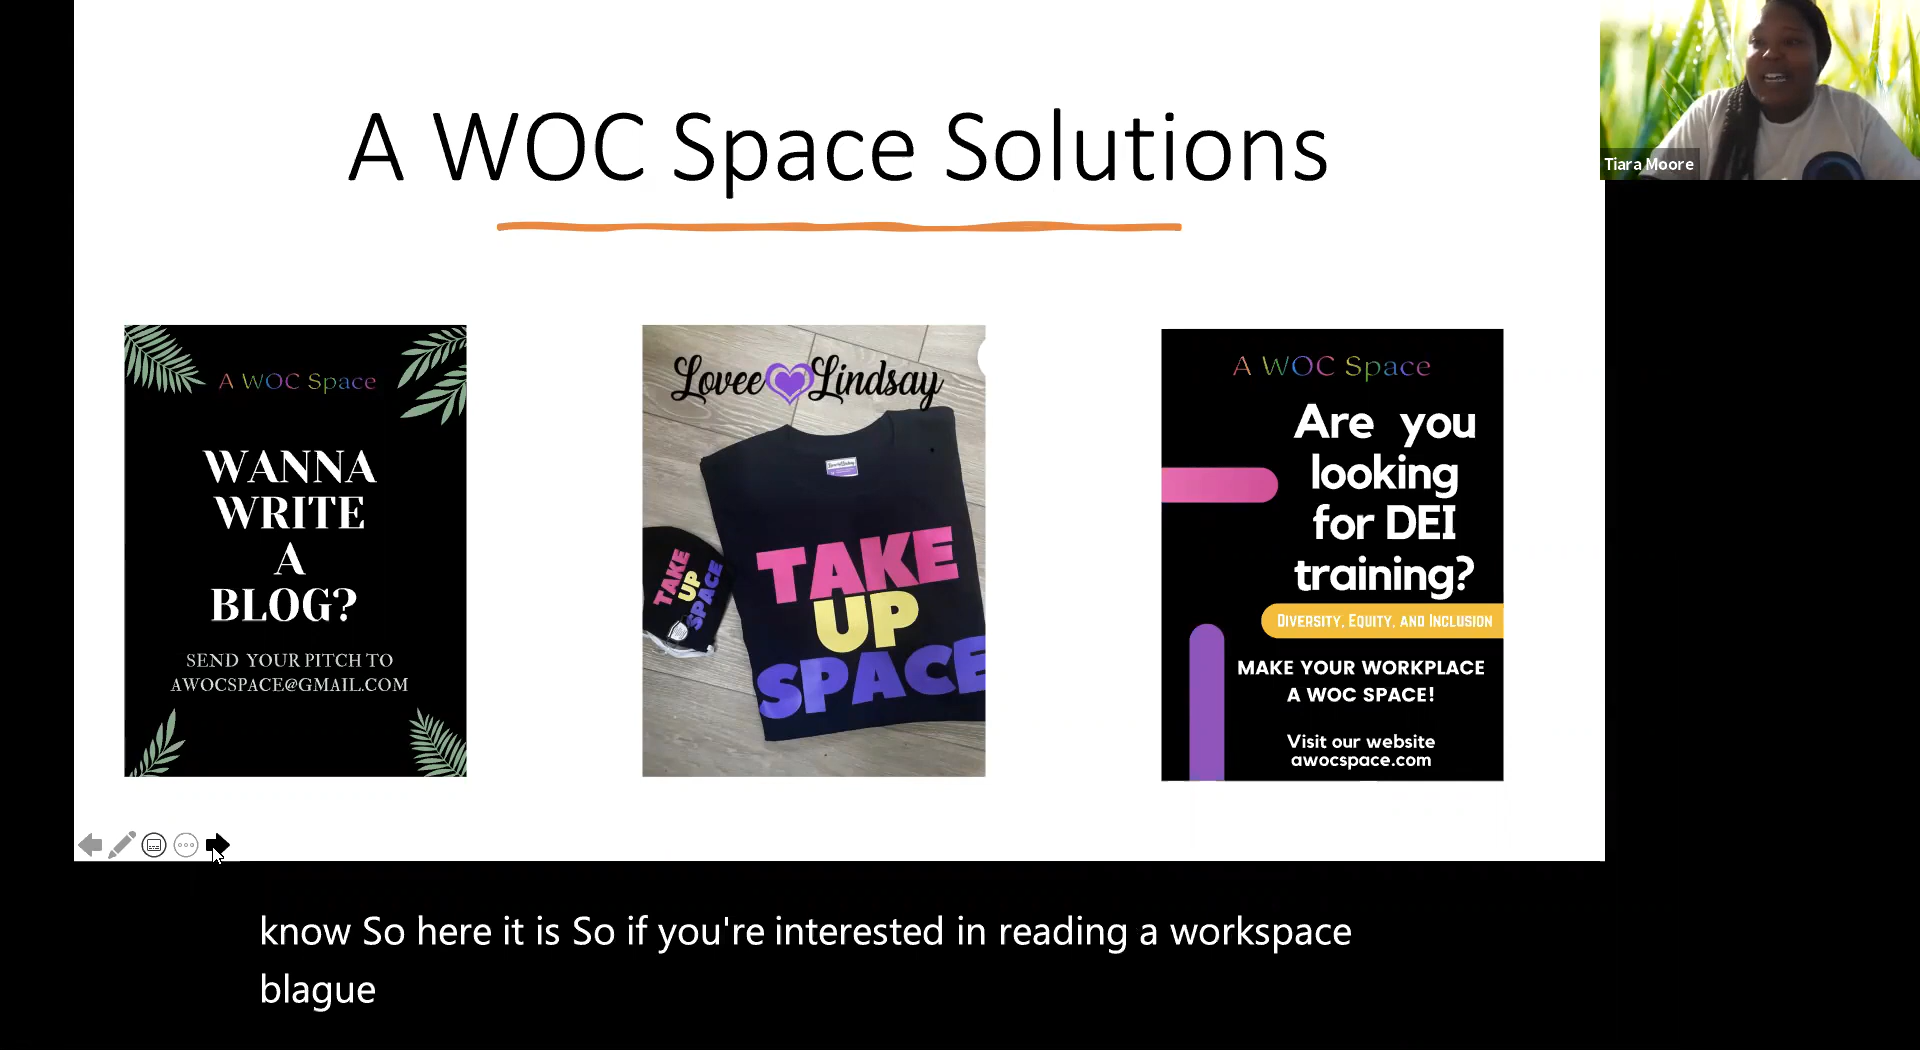 A WOC Space Solutions
Tiara Moore
A WOC Space
WANNA
WRITE
A
BLOG?
SEND YOUR PITCH TO
AWOCSPACE@GMAIL.COM
Lovee Lindsay
TAKE
UP
SPACE
TAKE
UP
SPACE
A WOC Space
Are you
looking
for DEI
training?
DIVERSITY, EQUITY, AND INCLUSION
MAKE YOUR WORKPLACE
A WOC SPACE!
Visit our website
awocspace.com
know So here it is So if you're interested in reading a workspace
blague